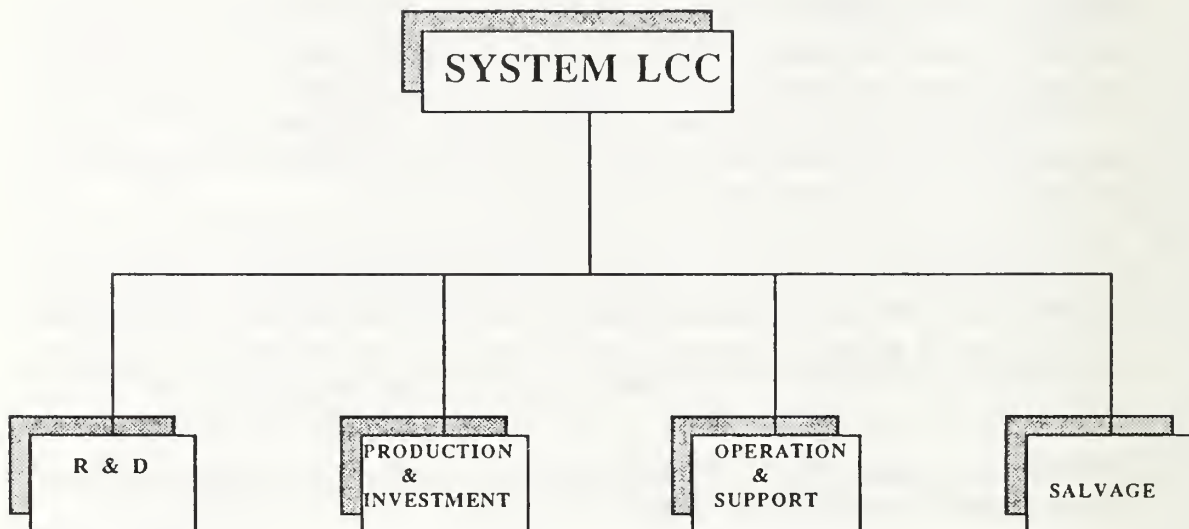 SYSTEM LCC
R & D
PRODUCTION
&
INVESTMENT
OPERATION
&
SUPPORT
SALVAGE